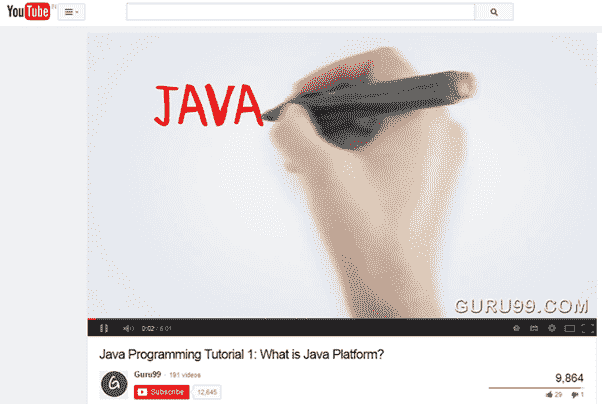 YouTube
JAVA
GURU99.COM
0:02 / 5:01
Java Programming Tutorial 1: What is Java Platform?
Guru99 · 191 videos
Subscribe 12,645
9,864
29 1